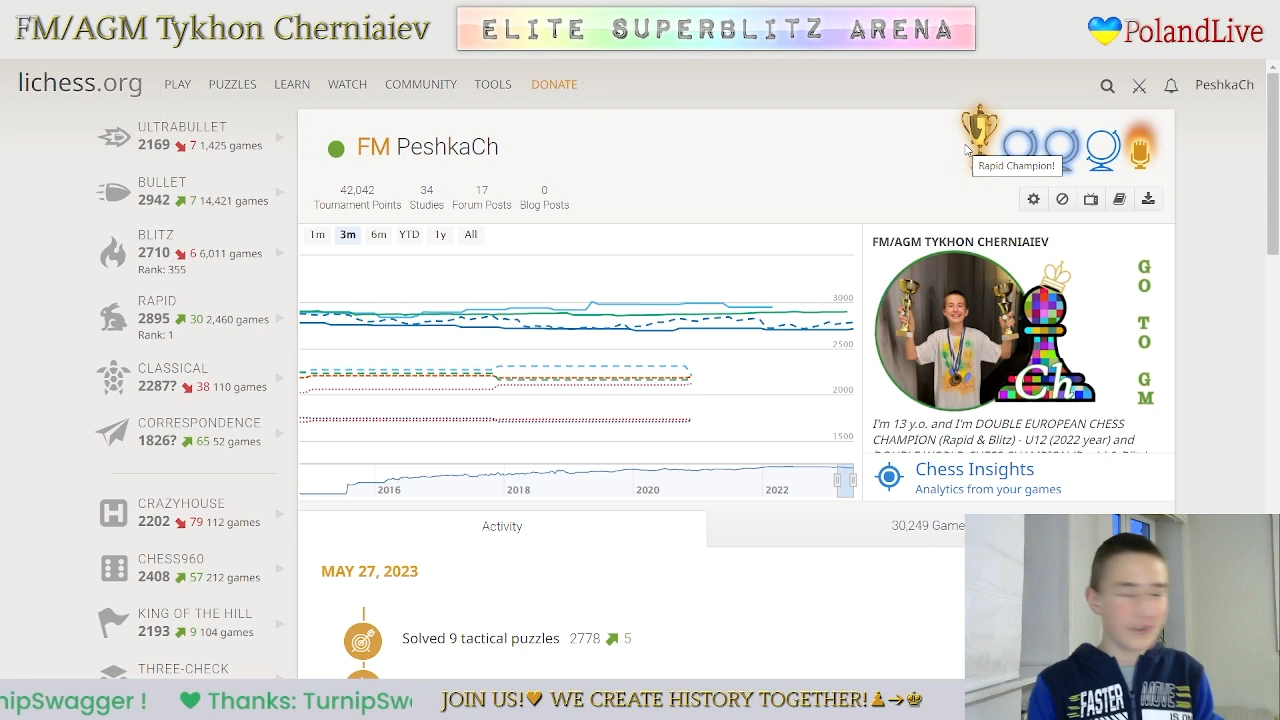 FM/AGM Tykhon Cherniaiev
ELITE SUPERBLITZ ARENA
PolandLive
lichess.org
PLAY PUZZLES LEARN WATCH COMMUNITY TOOLS DONATE
PeshkaCh
ULTRABULLET
2169 7 1,425 games
BULLET
2942 7 14,421 games
BLITZ
2710 6 6,011 games
Rank: 355
RAPID
2895 30 2,460 games
Rank: 1
CLASSICAL
2287? 38 110 games
CORRESPONDENCE
1826? 65 52 games
CRAZYHOUSE
2202 79 112 games
CHESS960
2408 57 212 games
KING OF THE HILL
2193 9 104 games
THREE-CHECK
FM PeshkaCh
Rapid Champion!
42,042 34 17 0
Tournament Points Studies Forum Posts Blog Posts
1m 3m 6m YTD 1y All
3000
2500
2000
1500
2016 2018 2020 2022
FM/AGM TYKHON CHERNIAIEV
GO
TO
GM
Ch
I'm 13 y.o. and I'm DOUBLE EUROPEAN CHESS
CHAMPION (Rapid & Blitz) - U12 (2022 year) and
Chess Insights
Analytics from your games
Activity
30,249 Game
MAY 27, 2023
Solved 9 tactical puzzles 2778 5
FASTER
MOVE
IS ON
nipSwagger ! Thanks: TurnipSw
US! WE CREATE HISTORY TOGETHER!